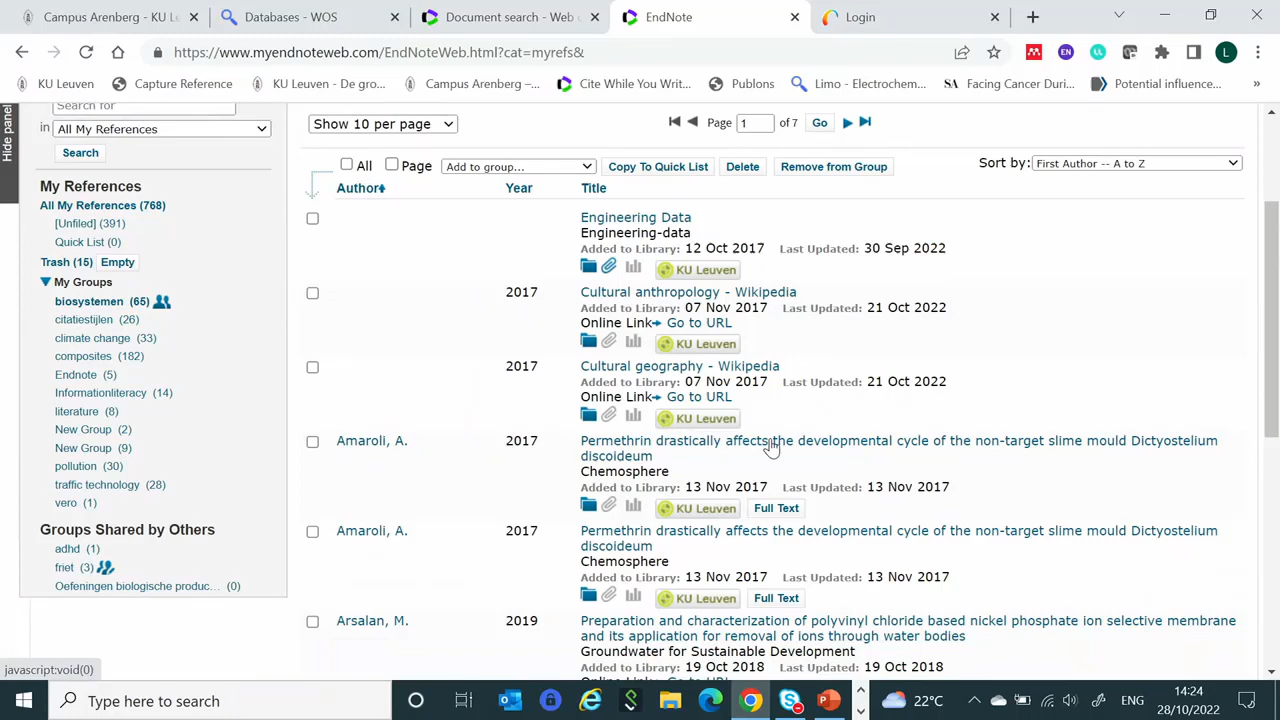 Campus Arenberg - KU L
Databases - WOS
Document search - Web
EndNote
Login
https://www.myendnoteweb.com/EndNoteWeb.html?cat=myrefs&
L
KU Leuven
Capture Reference
KU Leuven - De gro...
Campus Arenberg –...
Cite While You Writ...
Publons
Limo - Electrochem...
SA Facing Cancer Durn...
Potential influence...
»
Hide panel
Search for
in All My References
Search
My References
All My References (768)
[Unfiled] (391)
Quick List (0)
Trash (15) Empty
My Groups
biosystemen (65)
citatiestijlen (26)
climate change (33)
composites (182)
Endnote (5)
Informationliteracy (14)
literature (8)
New Group (2)
New Group (9)
pollution (30)
traffic technology (28)
vero (1)
Groups Shared by Others
adhd (1)
friet (3)
Oefeningen biologische produc... (0)
Show 10 per page
Page 1 of 7 Go
All Page Add to group... Copy To Quick List Delete Remove from Group
Sort by: First Author -- A to Z
Author Year Title
Engineering Data
Engineering-data
Added to Library: 12 Oct 2017 Last Updated: 30 Sep 2022
KU Leuven
2017 Cultural anthropology - Wikipedia
Added to Library: 07 Nov 2017 Last Updated: 21 Oct 2022
Online Link Go to URL
KU Leuven
2017 Cultural geography - Wikipedia
Added to Library: 07 Nov 2017 Last Updated: 21 Oct 2022
Online Link Go to URL
KU Leuven
Amaroli, A. 2017 Permethrin drastically affects the developmental cycle of the non-target slime mould Dictyostelium
discoideum
Chemosphere
Added to Library: 13 Nov 2017 Last Updated: 13 Nov 2017
KU Leuven Full Text
Amaroli, A. 2017 Permethrin drastically affects the developmental cycle of the non-target slime mould Dictyostelium
discoideum
Chemosphere
Added to Library: 13 Nov 2017 Last Updated: 13 Nov 2017
KU Leuven Full Text
Arsalan, M. 2019 Preparation and characterization of polyvinyl chloride based nickel phosphate ion selective membrane
and its application for removal of ions through water bodies
Groundwater for Sustainable Development
Added to Library: 19 Oct 2018 Last Updated: 19 Oct 2018
Online Link Go to URL
javascript:void(0)
Type here to search
22°C
ENG
14:24
28/10/2022